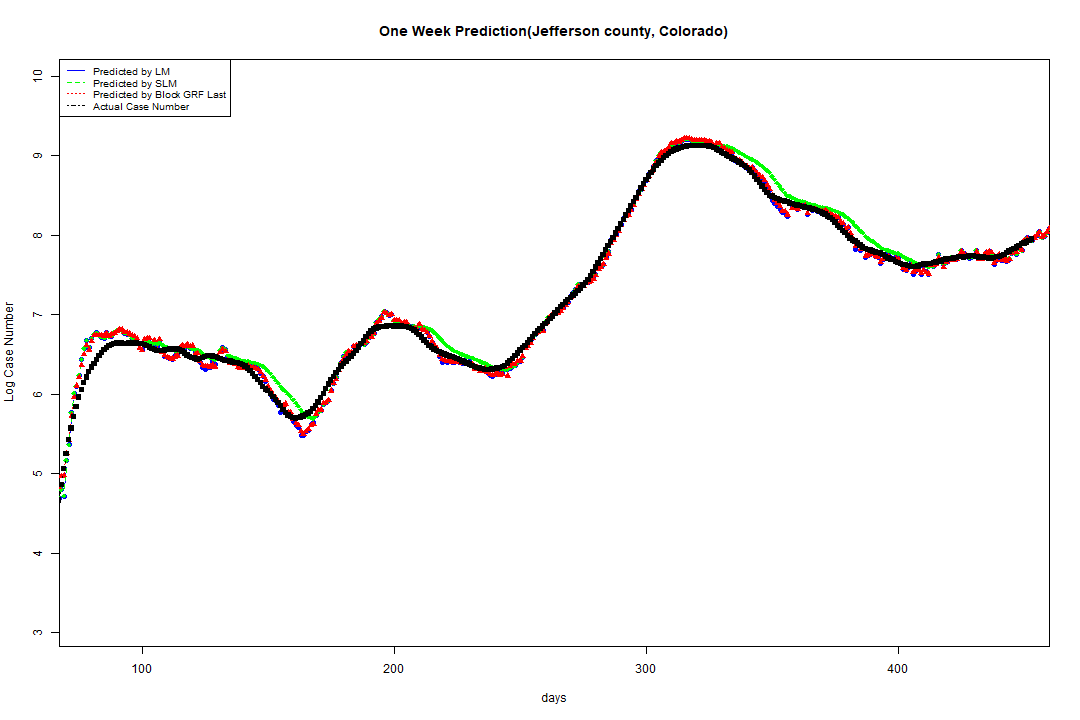 One Week Prediction(Jefferson county, Colorado)
Predicted by LM
Predicted by SLM
Predicted by Block GRF Last
Actual Case Number
10
9
8
7
6
5
4
3
Log Case Number
100 200 300 400
days